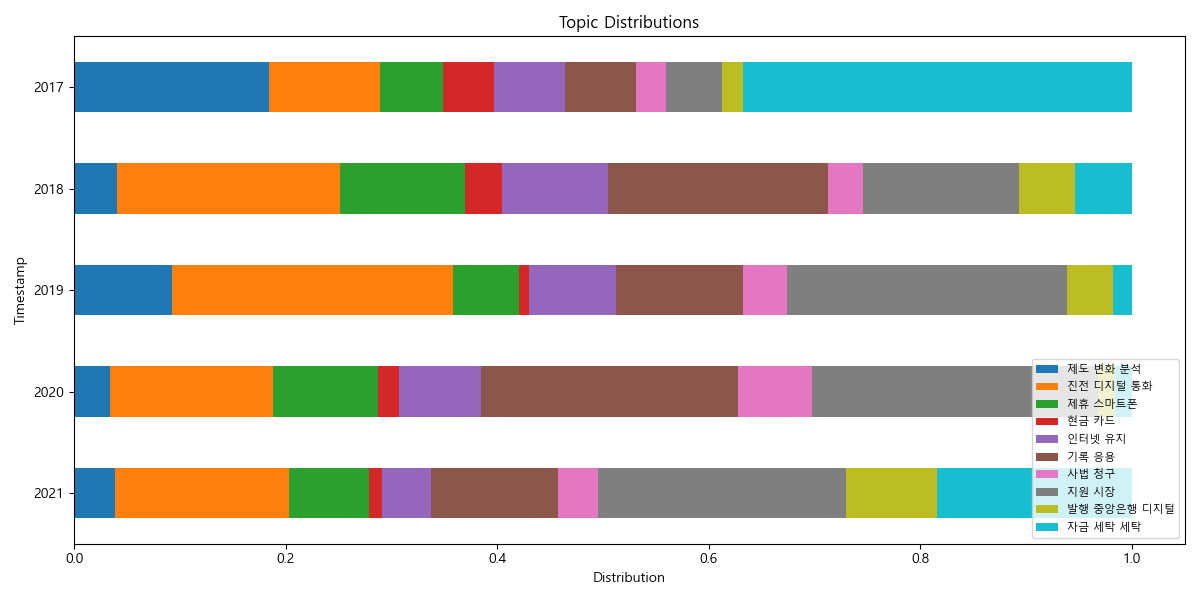 Topic Distributions
2017
2018
2019
2020
2021
Timestamp
0.0 0.2 0.4 0.6 0.8 1.0
Distribution
제도 변화 분석
진전 디지털 통화
제휴 스마트폰
현금 카드
인터넷 유지
기록 응용
사법 청구
지원 시장
발행 중앙은행 디지털
자금 세탁 세탁